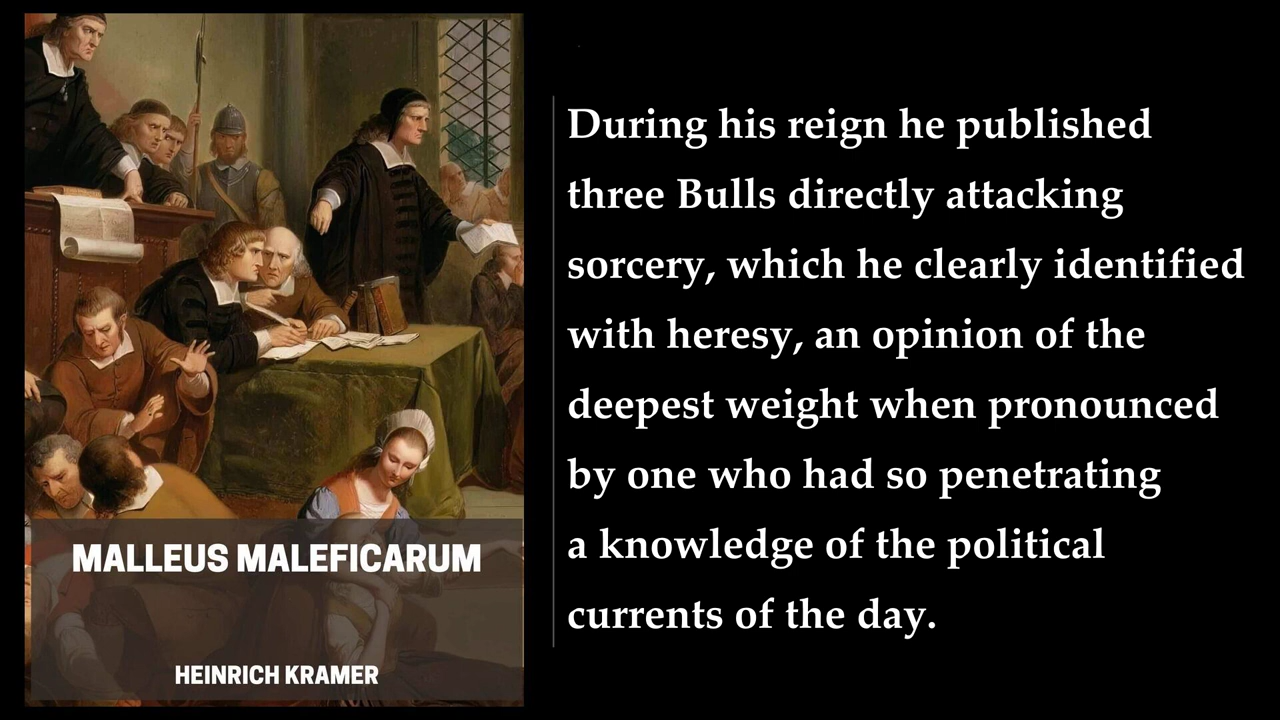 MALLEUS MALEFICARUM
HEINRICH KRAMER
During his reign he published
three Bulls directly attacking
sorcery, which he clearly identified
with heresy, an opinion of the
deepest weight when pronounced
by one who had so penetrating
a knowledge of the political
currents of the day.